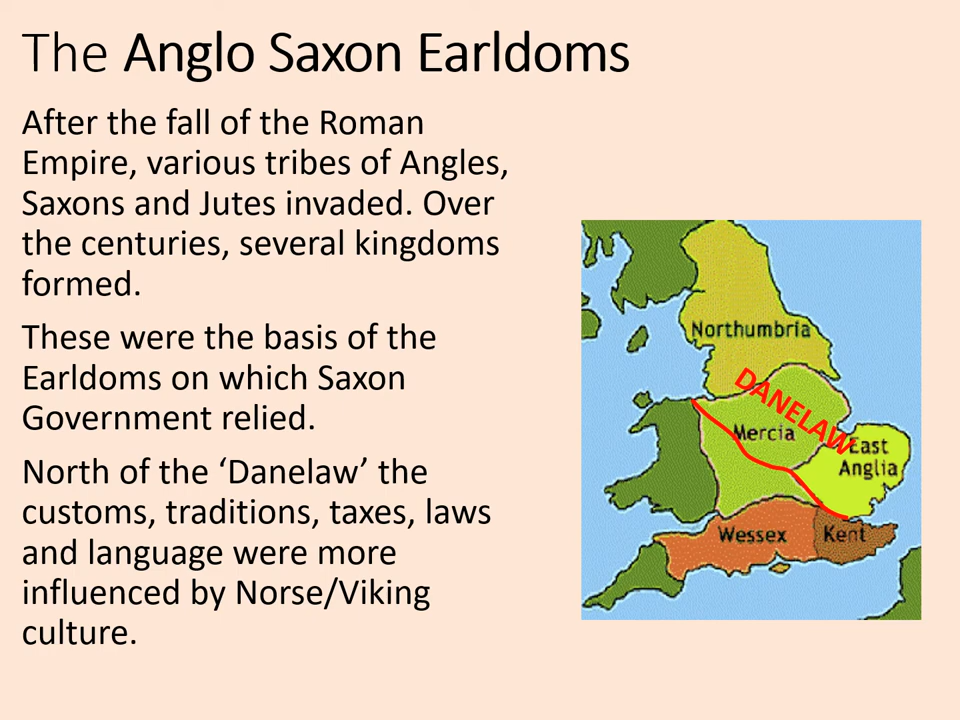 The Anglo Saxon Earldoms
After the fall of the Roman
Empire, various tribes of Angles,
Saxons and Jutes invaded. Over
the centuries, several kingdoms
formed.
These were the basis of the
Earldoms on which Saxon
Government relied.
North of the ‘Danelaw’ the
customs, traditions, taxes, laws
and language were more
influenced by Norse/Viking
culture.
Northumbria
DANELAW
Mercia
East
Anglia
Wessex
Kent